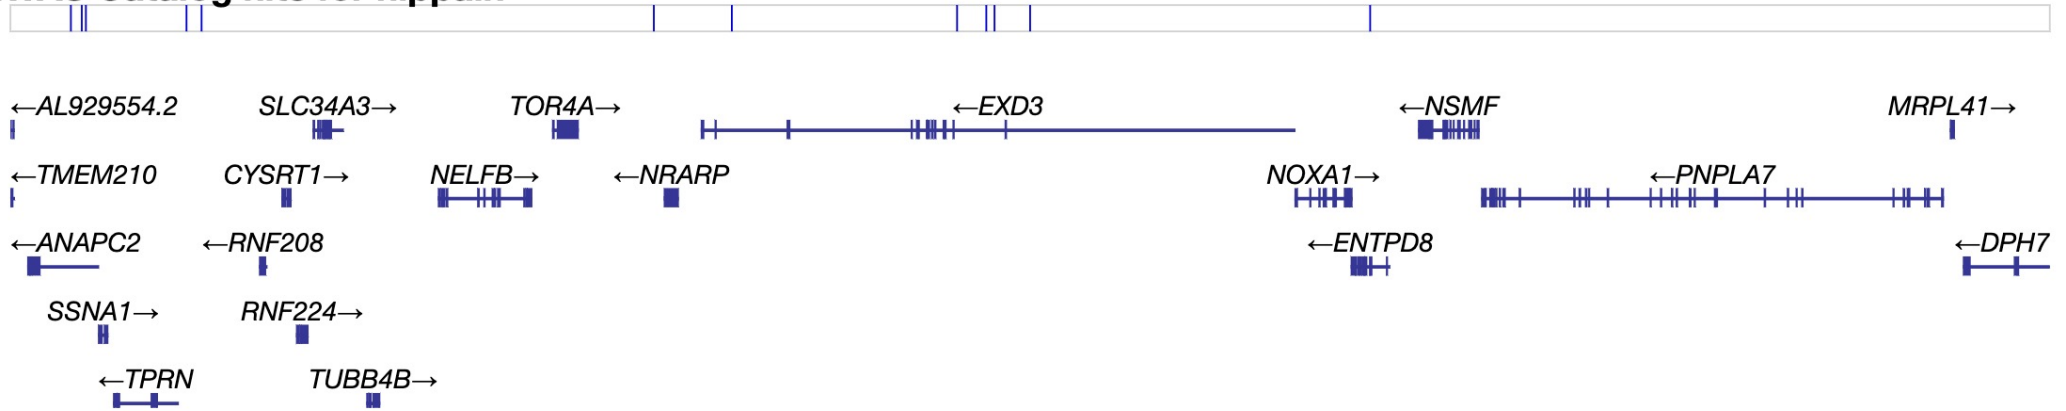 ←AL929554.2 SLC34A3→ TOR4A→ ←EXD3 ←NSMF MRPL41→
←TMEM210 CYSRT1→ NELFB→ ←NRARP NOXA1→ ←PNPLA7
←ANAPC2 ←RNF208 ←ENTPD8 ←DPH7
SSNA1→ RNF224→
←TPRN TUBB4B→